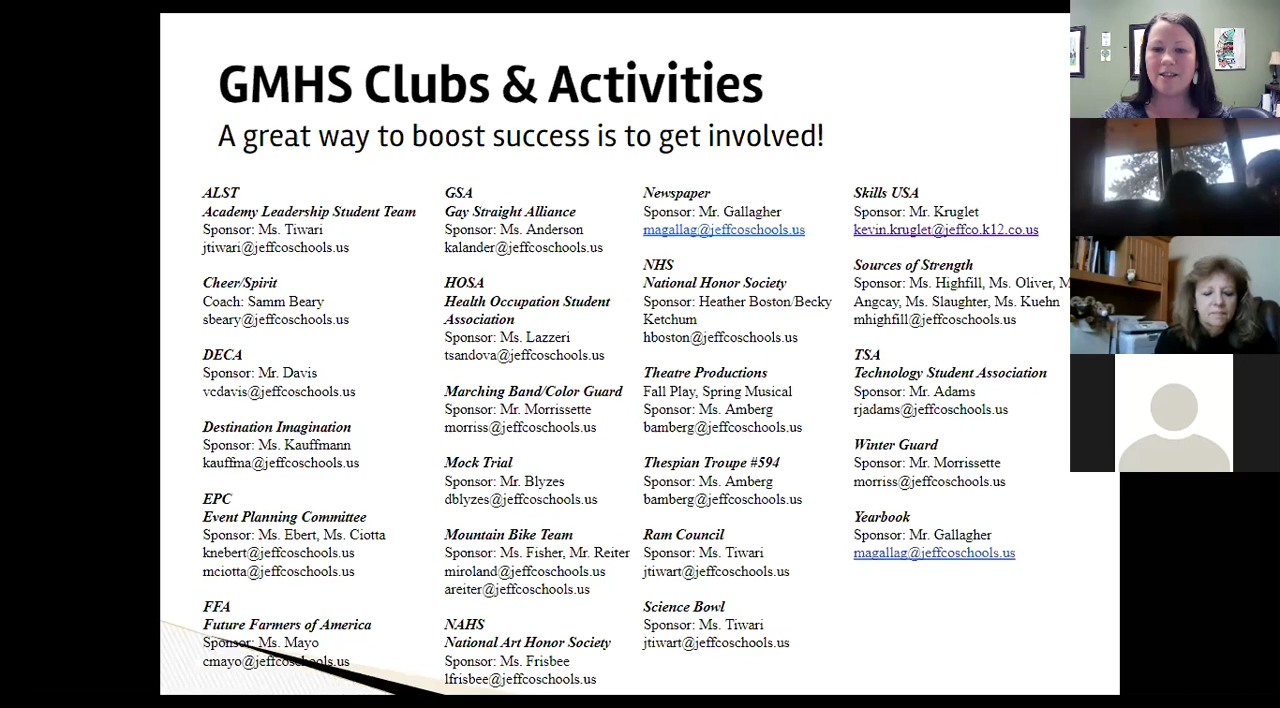 GMHS Clubs & Activities
A great way to boost success is to get involved!
ALST
Academy Leadership Student Team
Sponsor: Ms. Tiwari
jtiwari@jeffcoschools.us
Cheer/Spirit
Coach: Samm Beary
sbeary@jeffcoschools.us
DECA
Sponsor: Mr. Davis
vcdavis@jeffcoschools.us
Destination Imagination
Sponsor: Ms. Kauffmann
kauffma@jeffcoschools.us
EPC
Event Planning Committee
Sponsor: Ms. Ebert, Ms. Ciotta
knebert@jeffcoschools.us
mciotta@jeffcoschools.us
FFA
Future Farmers of America
Sponsor: Ms. Mayo
cmayo@jeffcoschools.us
GSA
Gay Straight Alliance
Sponsor: Ms. Anderson
kalander@jeffcoschools.us
HOSA
Health Occupation Student
Association
Sponsor: Ms. Lazzeri
tsandova@jeffcoschools.us
Marching Band/Color Guard
Sponsor: Mr. Morrissette
morriss@jeffcoschools.us
Mock Trial
Sponsor: Mr. Blyzes
dblyzes@jeffcoschools.us
Mountain Bike Team
Sponsor: Ms. Fisher, Mr. Reiter
miroland@jeffcoschools.us
areiter@jeffcoschools.us
NAHS
National Art Honor Society
Sponsor: Ms. Frisbee
lfrisbee@jeffcoschools.us
Newspaper
Sponsor: Mr. Gallagher
magallag@jeffcoschools.us
NHS
National Honor Society
Sponsor: Heather Boston/Becky
Ketchum
hboston@jeffcoschools.us
Theatre Productions
Fall Play, Spring Musical
Sponsor: Ms. Amberg
bamberg@jeffcoschools.us
Thespian Troupe #594
Sponsor: Ms. Amberg
bamberg@jeffcoschools.us
Ram Council
Sponsor: Ms. Tiwari
jtiwart@jeffcoschools.us
Science Bowl
Sponsor: Ms. Tiwari
jtiwart@jeffcoschools.us
Skills USA
Sponsor: Mr. Kruglet
kevin.kruglet@jeffco.k12.co.us
Sources of Strength
Sponsor: Ms. Highfill, Ms. Oliver,
Angcay, Ms. Slaughter, Ms. Kuehn
mhighfill@jeffcoschools.us
TSA
Technology Student Association
Sponsor: Mr. Adams
rjadams@jeffcoschools.us
Winter Guard
Sponsor: Mr. Morrissette
morriss@jeffcoschools.us
Yearbook
Sponsor: Mr. Gallagher
magallag@jeffcoschools.us